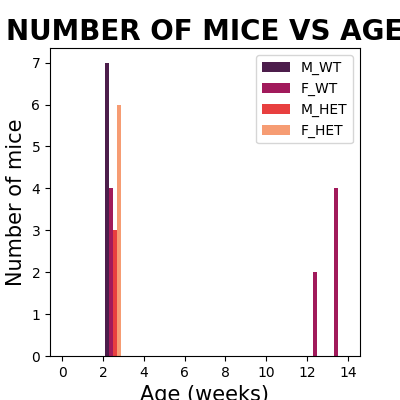 NUMBER OF MICE VS AGE
M_WT
F_WT
M_HET
F_HET
Number of mice
7
6
5
4
3
2
1
0
0 2 4 6 8 10 12 14
Age (weeks)